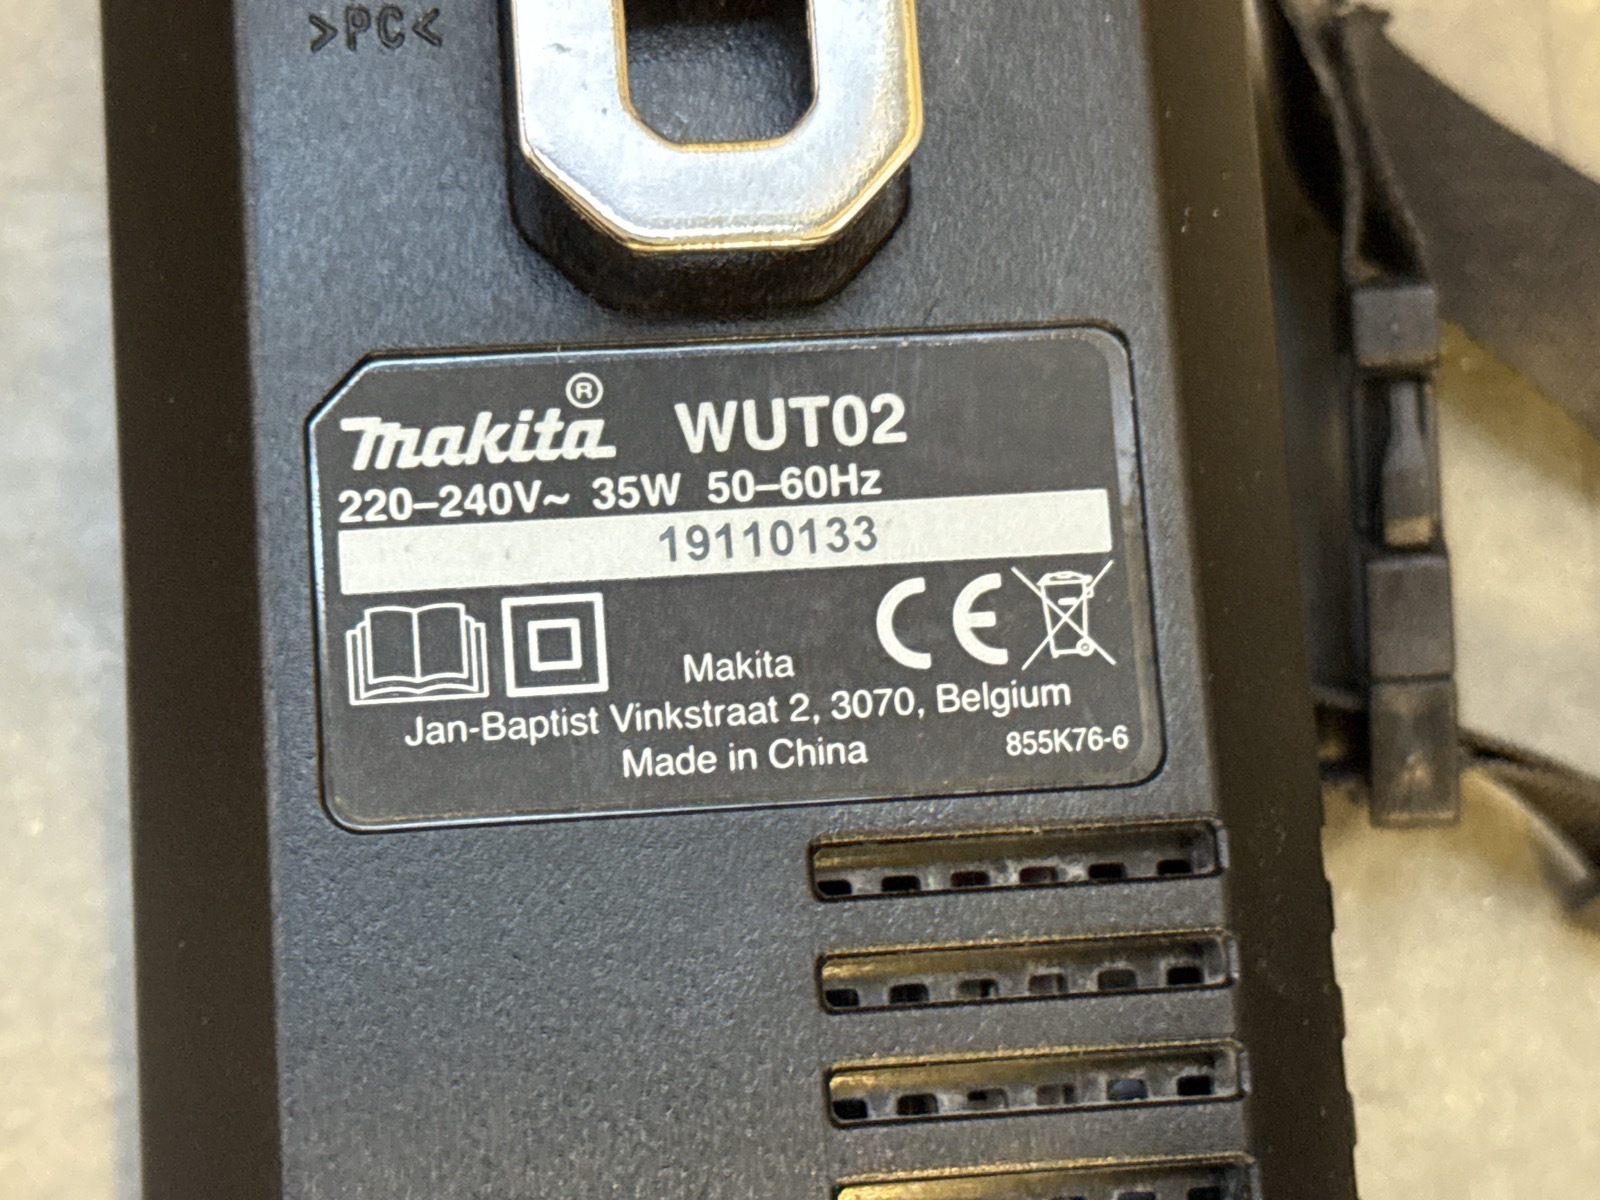 >PC<
makita® WUT02
220–240V~ 35W 50–60Hz
19110133
CE
Makita
Jan-Baptist Vinkstraat 2, 3070, Belgium
Made in China 855K76-6